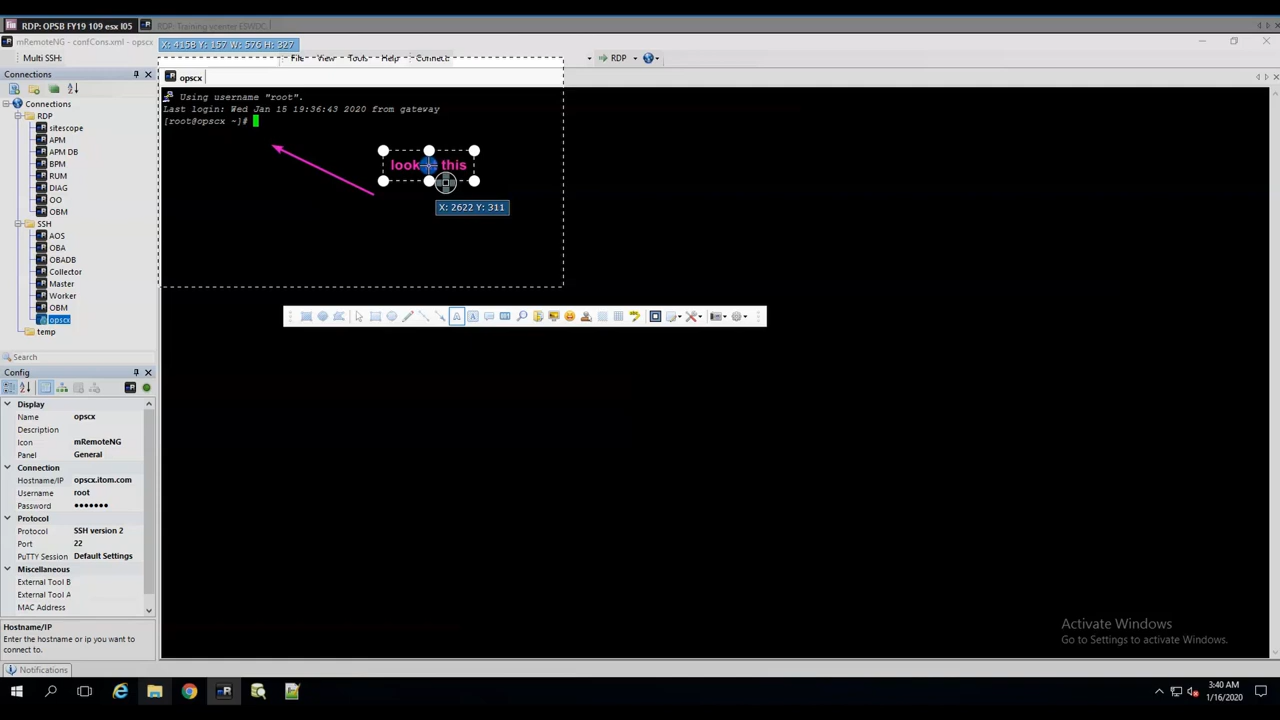 RDP: OPSB FY19 109 esx I05
RDP: Training vcenter ESWDC
mRemoteNG - confCons.xml - opscx
X: 4158 Y: 157 W: 576 H: 327
Multi SSH:
File View Tools Help Connect:
RDP
Connections
opscx
Using username "root".
Last login: Wed Jan 15 19:36:43 2020 from gateway
[root@opscx ~]#
look this
X: 2622 Y: 311
Connections
RDP
sitescope
APM
APM DB
BPM
RUM
DIAG
OO
OBM
SSH
AOS
OBA
OBADB
Collector
Master
Worker
OBM
opscx
temp
Search
Config
Display
Name opscx
Description
Icon mRemoteNG
Panel General
Connection
Hostname/IP opscx.itom.com
Username root
Password ●●●●●●●
Protocol
Protocol SSH version 2
Port 22
PuTTY Session Default Settings
Miscellaneous
External Tool B
External Tool A
MAC Address
Hostname/IP
Enter the hostname or ip you want to
connect to.
Notifications
Activate Windows
Go to Settings to activate Windows.
3:40 AM
1/16/2020